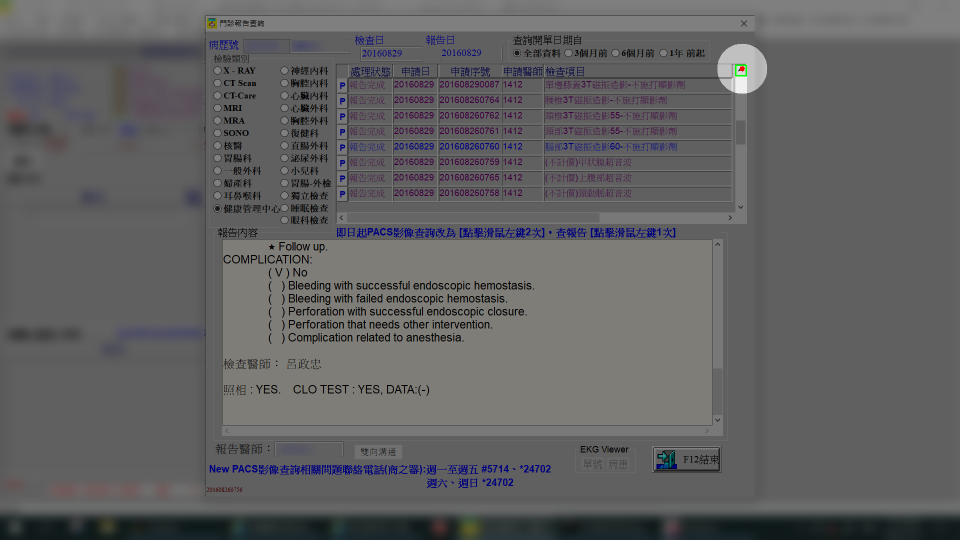 門診報告查詢
病歷號
檢查日
20160829
報告日
20160829
查詢開單日期自
全部資料 3個月前 6個月前 1年 前起
檢驗類別
X - RAY 神經內科
CT Scan 胸腔內科
CT-Care 心臟內科
MRI 心臟外科
MRA 胸腔外科
SONO 復健科
核醫 直腸外科
胃腸科 泌尿外科
一般外科 小兒科
婦產科 胃腸-外檢
耳鼻喉科 獨立檢查
健康管理中心 睡眠檢查
眼科檢查
處理狀態 申請日 申請序號 申請醫師 檢查項目
P 報告完成 20160829 201608290087 1412 3T磁振造影-不施打顯影劑
P 報告完成 20160829 201608260764 1412 腰椎3T磁振造影-不施打顯影劑
P 報告完成 20160829 201608260762 1412 頸椎3T磁振造影55-不施打顯影劑
P 報告完成 20160829 201608260761 1412 頭部3T磁振造影55-不施打顯影劑
P 報告完成 20160829 201608260760 1412 腦部3T磁振造影60-不施打顯影劑
P 報告完成 20160829 201608260759 1412 (不計價)甲狀腺超音波
P 報告完成 20160829 201608260765 1412 (不計價)上腹部超音波
P 報告完成 20160829 201608260758 1412 (不計價)頸動脈超音波
報告內容
即日起PACS影像查詢改為 [點擊滑鼠左鍵2次]，查報告 [點擊滑鼠左鍵1次]
★ Follow up.
COMPLICATION:
( V ) No
( ) Bleeding with successful endoscopic hemostasis.
( ) Bleeding with failed endoscopic hemostasis.
( ) Perforation with successful endoscopic closure.
( ) Perforation that needs other intervention.
( ) Complication related to anesthesia.
檢查醫師： 呂政忠
照相 : YES. CLO TEST : YES, DATA:(-)
報告醫師：
雙向溝通
EKG Viewer
單號 病患
F12結束
New PACS影像查詢相關問題聯絡電話(商之器):週一至週五 #5714、*24702
週六、週日 *24702
201608260756